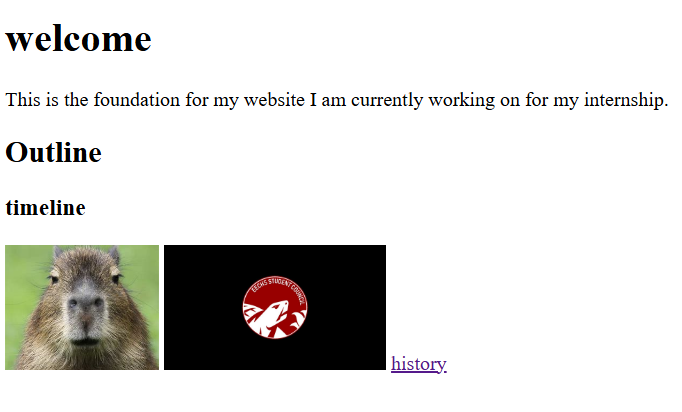 welcome
This is the foundation for my website I am currently working on for my internship.
Outline
timeline
EECHS STUDENT COUNCIL
history